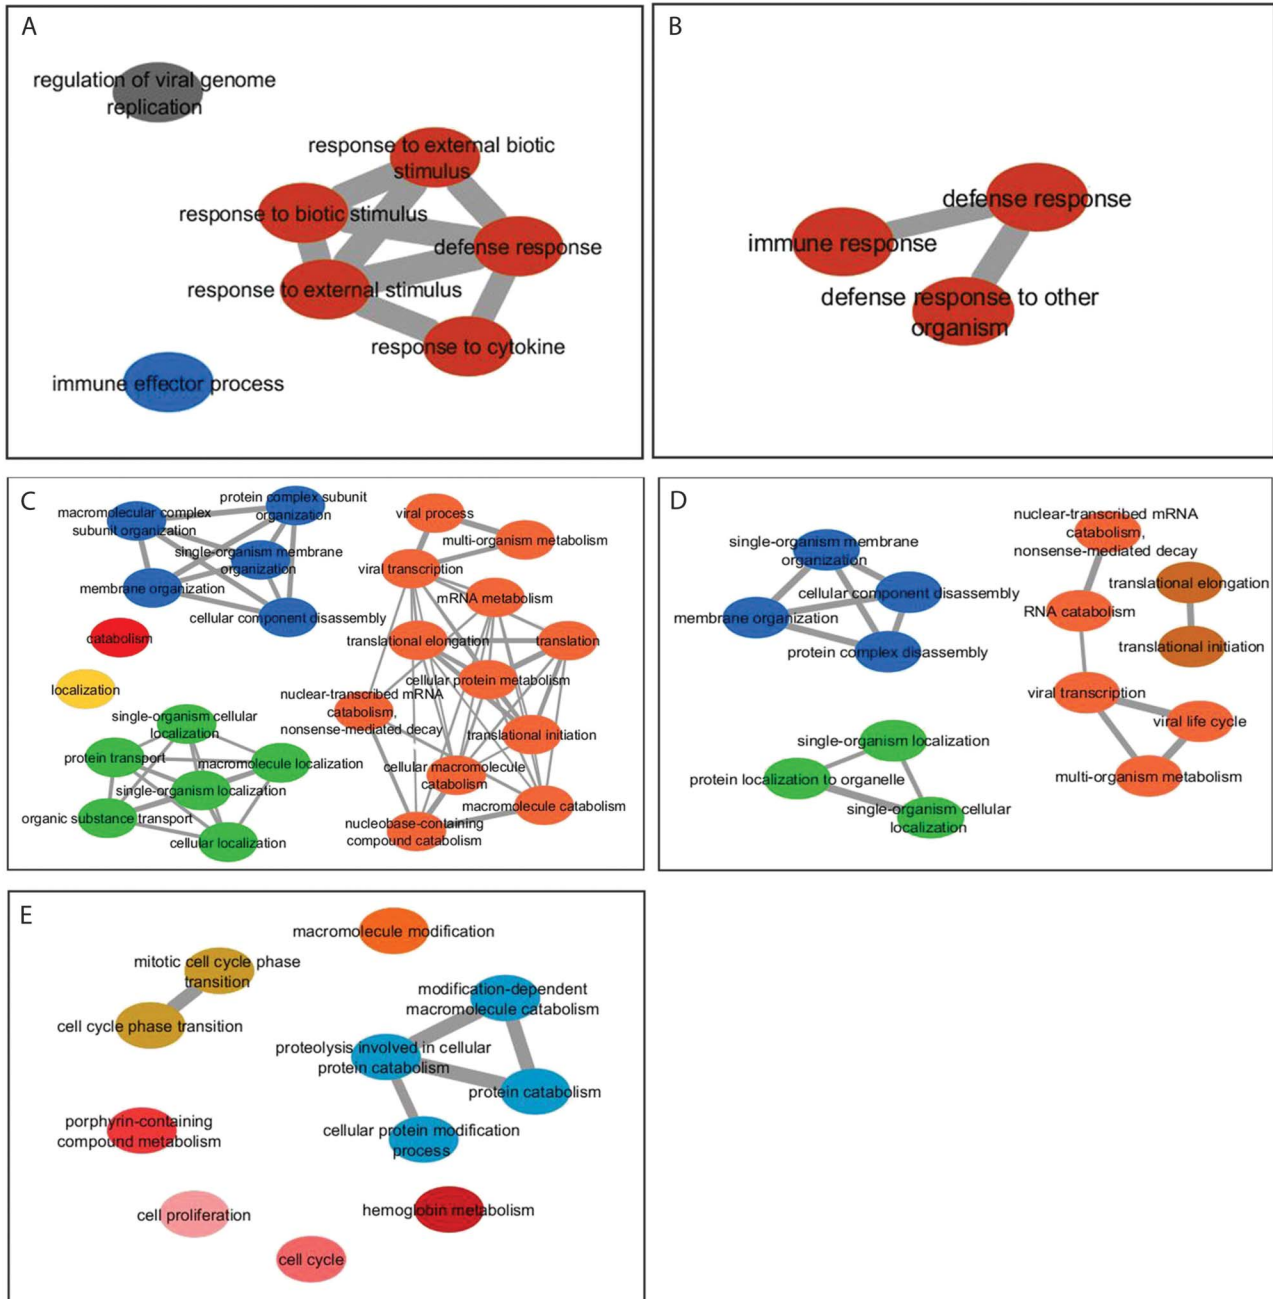 A
regulation of viral genome
replication
response to external biotic
stimulus
response to biotic stimulus
defense response
response to external stimulus
response to cytokine
immune effector process
B
defense response
immune response
defense response to other
organism
C
protein complex subunit
organization
macromolecular complex
subunit organization
single-organism membrane
organization
membrane organization
cellular component disassembly
catabolism
localization
single-organism cellular
localization
protein transport
macromolecule localization
single-organism localization
organic substance transport
cellular localization
viral process
multi-organism metabolism
viral transcription
mRNA metabolism
translational elongation
translation
cellular protein metabolism
nuclear-transcribed mRNA
catabolism,
nonsense-mediated decay
translational initiation
cellular macromolecule
catabolism
macromolecule catabolism
nucleobase-containing
compound catabolism
D
single-organism membrane
organization
cellular component disassembly
membrane organization
protein complex disassembly
single-organism localization
protein localization to organelle
single-organism cellular
localization
nuclear-transcribed mRNA
catabolism,
nonsense-mediated decay
translational elongation
RNA catabolism
translational initiation
viral transcription
viral life cycle
multi-organism metabolism
E
macromolecule modification
mitotic cell cycle phase
transition
cell cycle phase transition
modification-dependent
macromolecule catabolism
proteolysis involved in cellular
protein catabolism
protein catabolism
cellular protein modification
process
porphyrin-containing
compound metabolism
cell proliferation
hemoglobin metabolism
cell cycle